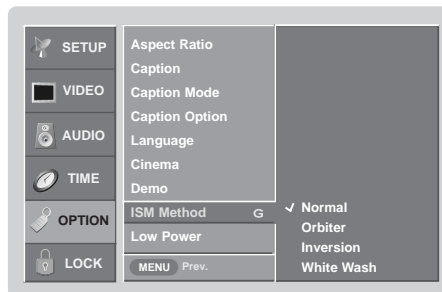 SETUP
VIDEO
AUDIO
TIME
OPTION
LOCK
Aspect Ratio
Caption
Caption Mode
Caption Option
Language
Cinema
Demo
ISM Method G
Low Power
MENU Prev.
✓ Normal
Orbiter
Inversion
White Wash